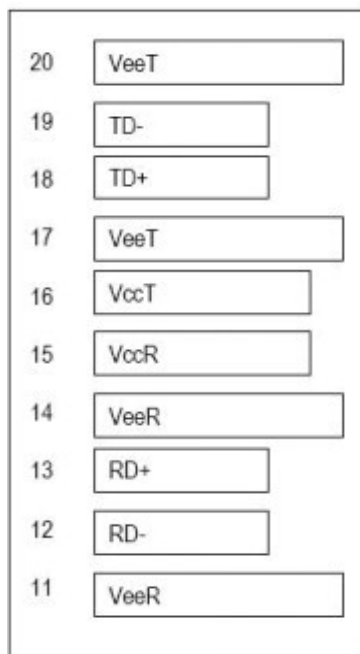 20 VeeT
19 TD-
18 TD+
17 VeeT
16 VccT
15 VccR
14 VeeR
13 RD+
12 RD-
11 VeeR